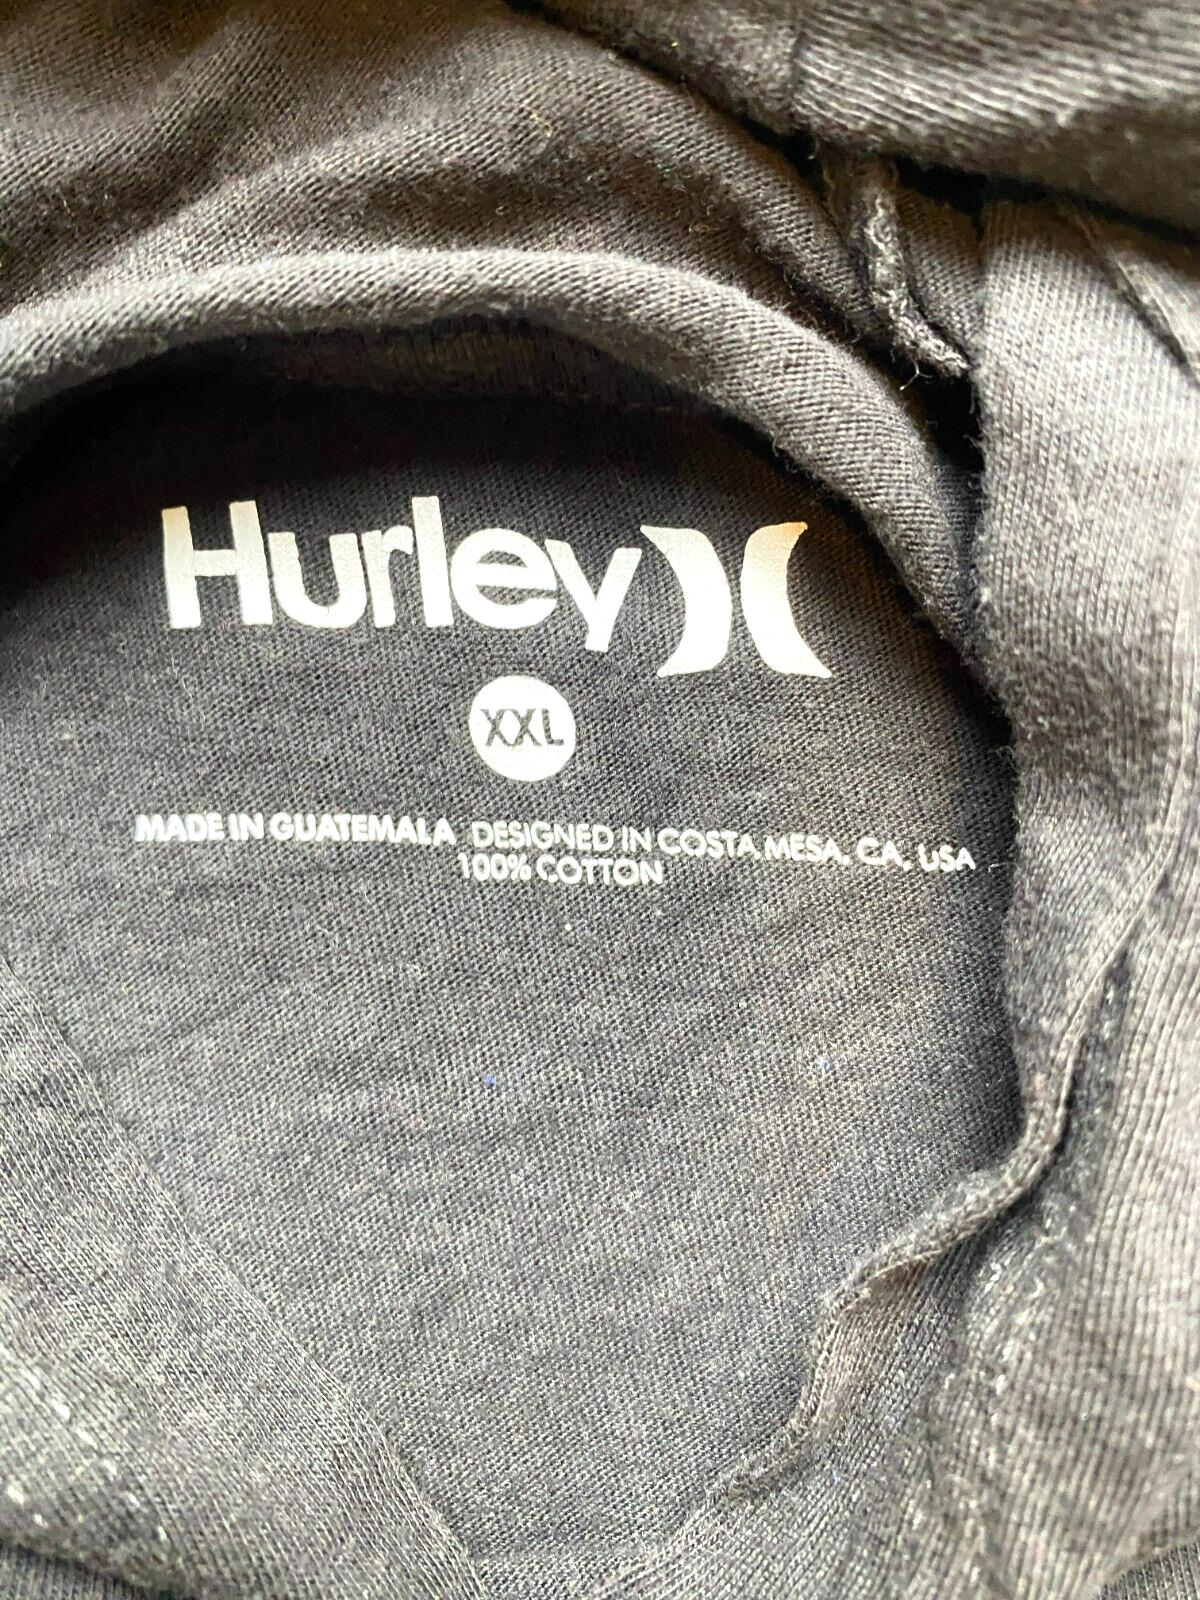 Hurley
XXL
MADE IN GUATEMALA DESIGNED IN COSTA MESA, CA, USA
100% COTTON